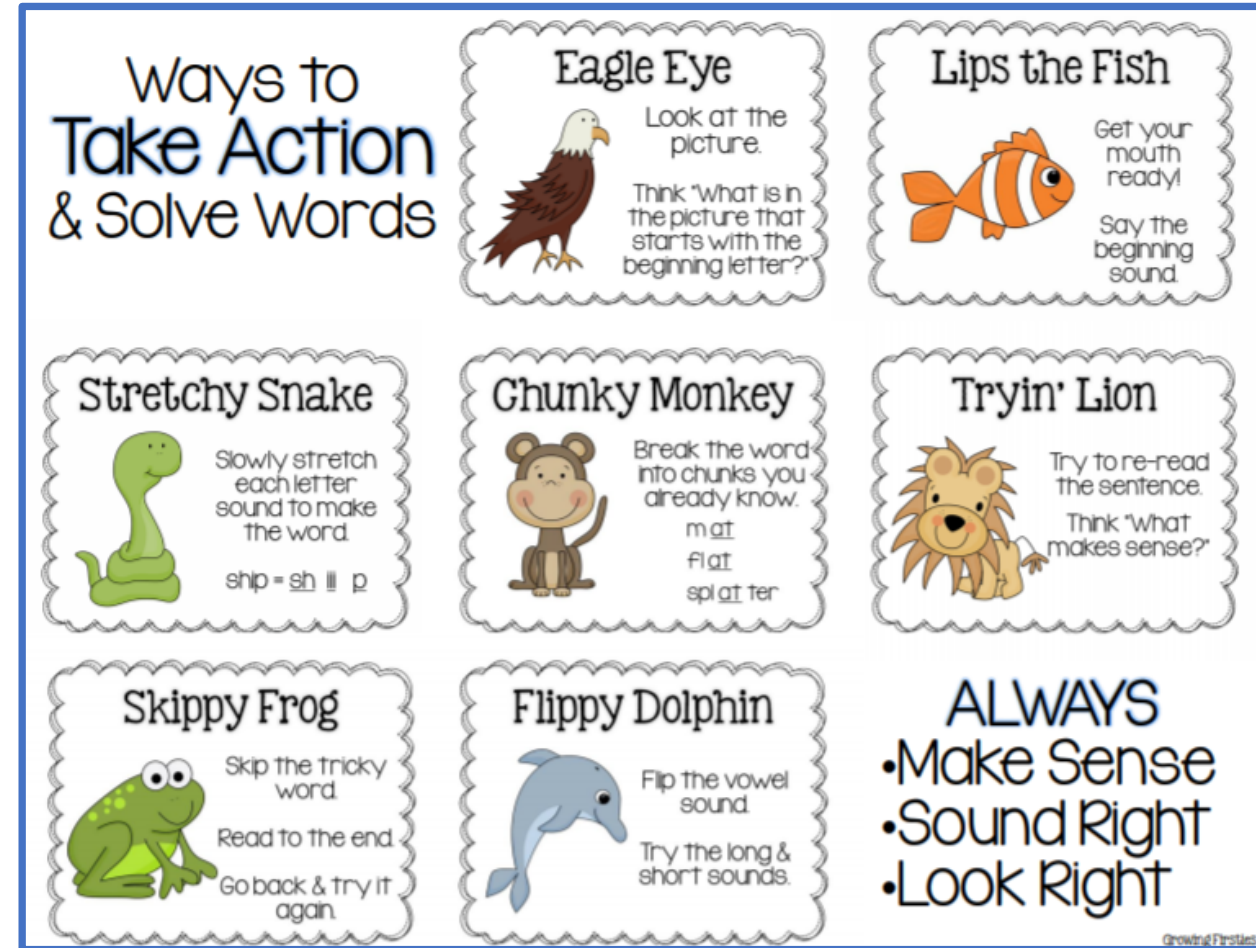 Ways to
Take Action
& Solve Words
Eagle Eye
Look at the
picture.
Think "What is in
the picture that
starts with the
beginning letter?"
Lips the Fish
Get your
mouth
ready!
Say the
beginning
sound.
Stretchy Snake
Slowly stretch
each letter
sound to make
the word.
ship = sh iii p
Chunky Monkey
Break the word
into chunks you
already know.
m at
fl at
spl at ter
Tryin' Lion
Try to re-read
the sentence.
Think "What
makes sense?"
Skippy Frog
Skip the tricky
word.
Read to the end.
Go back & try it
again.
Flippy Dolphin
Flip the vowel
sound.
Try the long &
short sounds.
ALWAYS
•Make Sense
•Sound Right
•Look Right
Growing Firsties